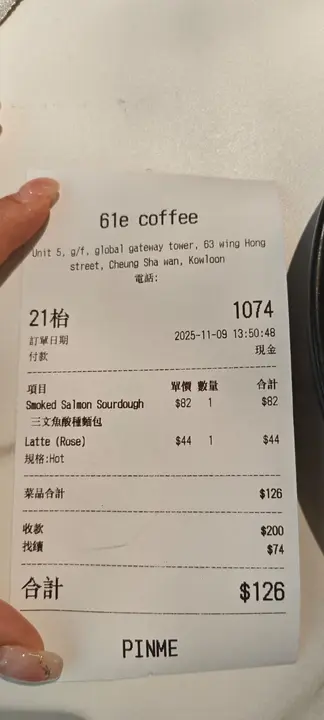 61e coffee
Unit 5, g/f, global gateway tower, 63 wing Hong
street, Cheung Sha wan, Kowloon
電話:
21枱 1074
訂單日期 2025-11-09 13:50:48
付款 現金
項目 單價 數量 合計
Smoked Salmon Sourdough $82 1 $82
三文魚酸種麵包
Latte (Rose) $44 1 $44
規格:Hot
菜品合計 $126
收款 $200
找續 $74
合計 $126
PINME